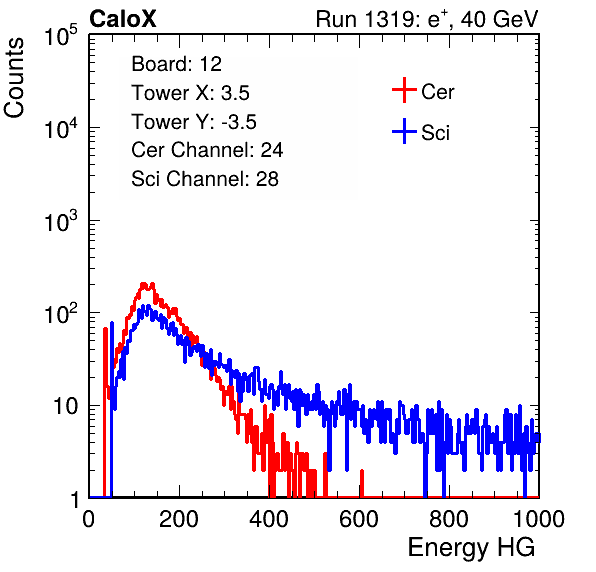 CaloX Run 1319: e⁺, 40 GeV
Counts
10⁵
10⁴
10³
10²
10
1
Board: 12
Tower X: 3.5
Tower Y: -3.5
Cer Channel: 24
Sci Channel: 28
Cer
Sci
0 200 400 600 800 1000
Energy HG